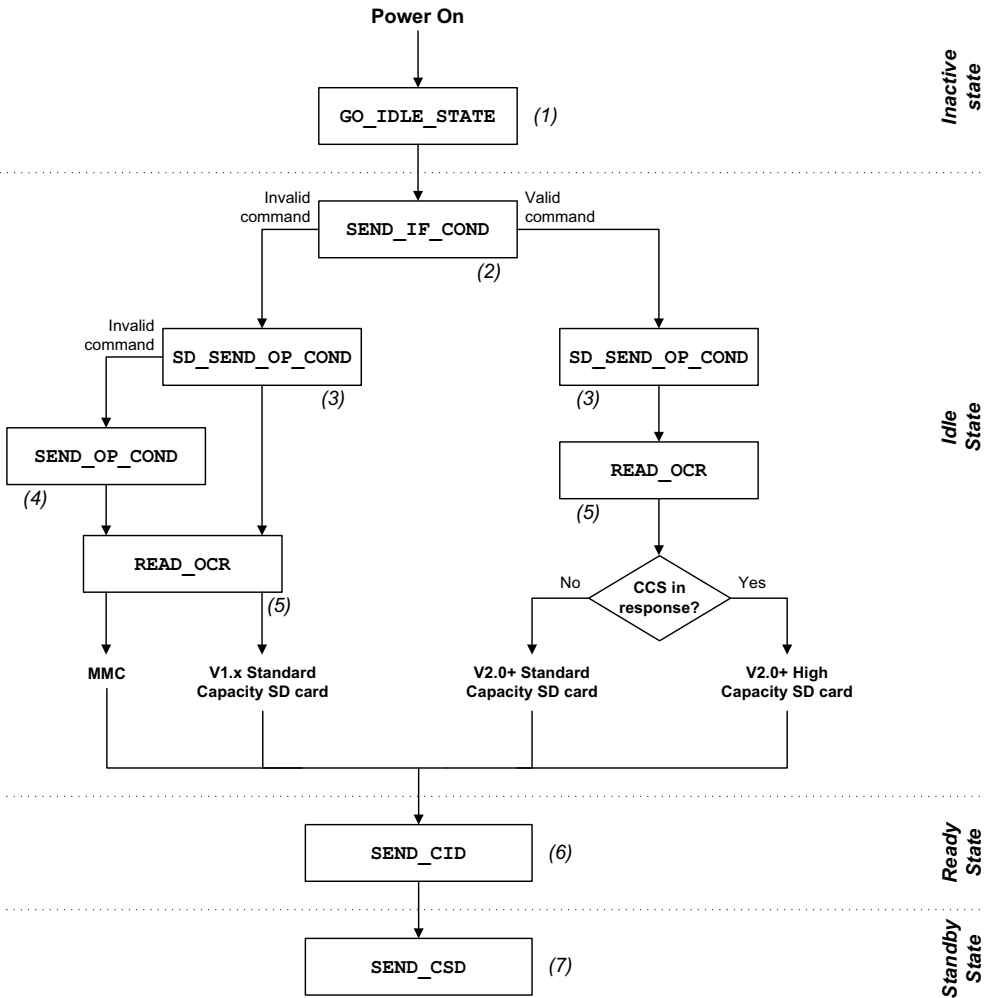 Power On
GO_IDLE_STATE
(1)
Inactive
state
Invalid
command
Valid
command
SEND_IF_COND
(2)
Invalid
command
SD_SEND_OP_COND
(3)
SD_SEND_OP_COND
(3)
Idle
State
SEND_OP_COND
(4)
READ_OCR
(5)
READ_OCR
(5)
No
CCS in
response?
Yes
MMC
V1.x Standard
Capacity SD card
V2.0+ Standard
Capacity SD card
V2.0+ High
Capacity SD card
SEND_CID
(6)
Ready
State
SEND_CSD
(7)
Standby
State